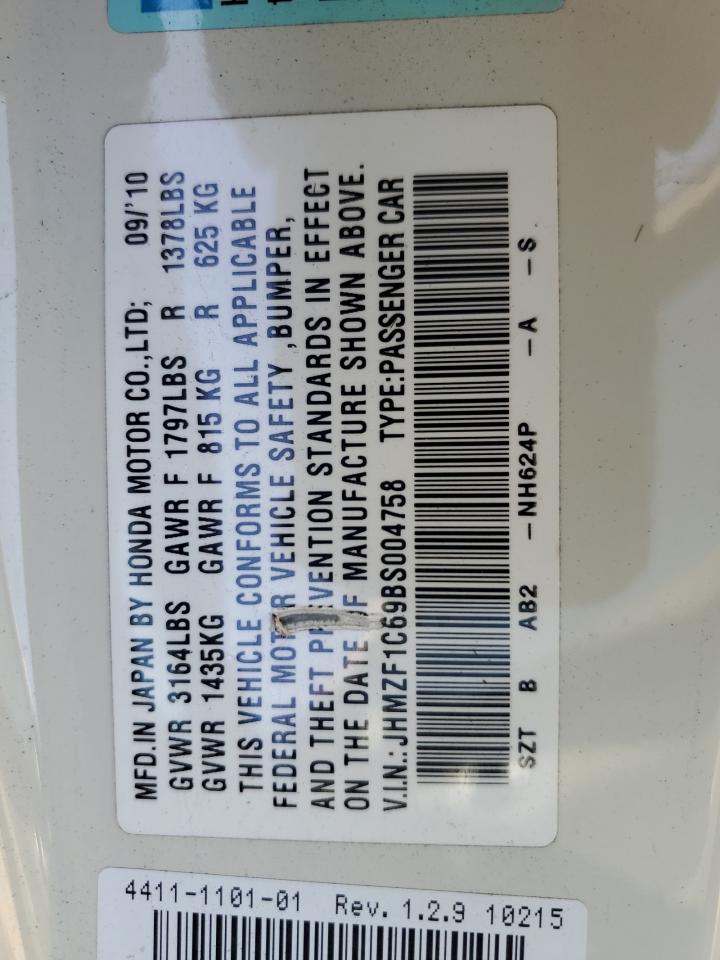 MFD.IN JAPAN BY HONDA MOTOR CO.,LTD; 09/'10
GVWR 3164LBS GAWR F 1797LBS R 1378LBS
GVWR 1435KG GAWR F 815 KG R 625 KG
THIS VEHICLE CONFORMS TO ALL APPLICABLE
FEDERAL MOTOR VEHICLE SAFETY ,BUMPER,
AND THEFT PREVENTION STANDARDS IN EFFECT
ON THE DATE OF MANUFACTURE SHOWN ABOVE.
V.I.N.: JHMZF1C69BS004758 TYPE:PASSENGER CAR
SZT B AB2 -NH624P -A -S
4411-1101-01 Rev. 1.2.9 10215